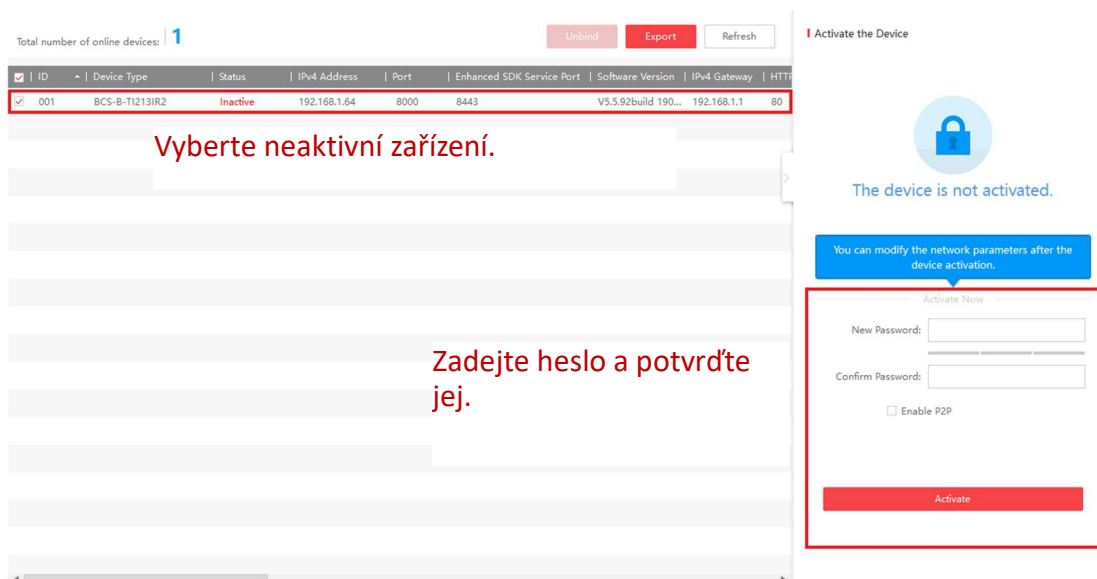 Total number of online devices: 1
Unbind
Export
Refresh
ID
Device Type
Status
IPv4 Address
Port
Enhanced SDK Service Port
Software Version
IPv4 Gateway
HTTP
001
BCS-B-TI213IR2
Inactive
192.168.1.64
8000
8443
V5.5.92build 190...
192.168.1.1
80
Vyberte neaktivní zařízení.
Zadejte heslo a potvrďte
jej.
Activate the Device
The device is not activated.
You can modify the network parameters after the
device activation.
Activate Now
New Password:
Confirm Password:
Enable P2P
Activate